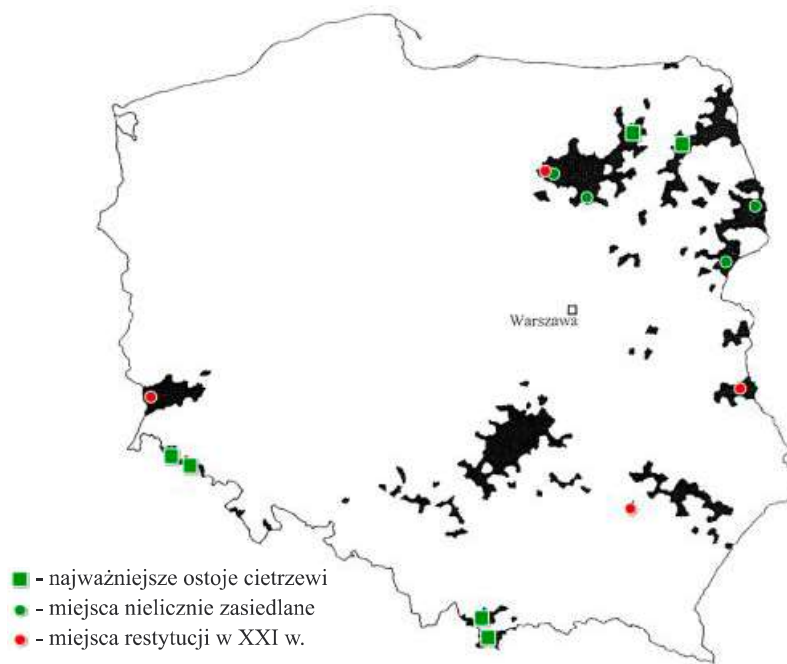 Warszawa
- najważniejsze ostoje cietrzewi
- miejsca nielicznie zasiedlane
- miejsca restytucji w XXI w.